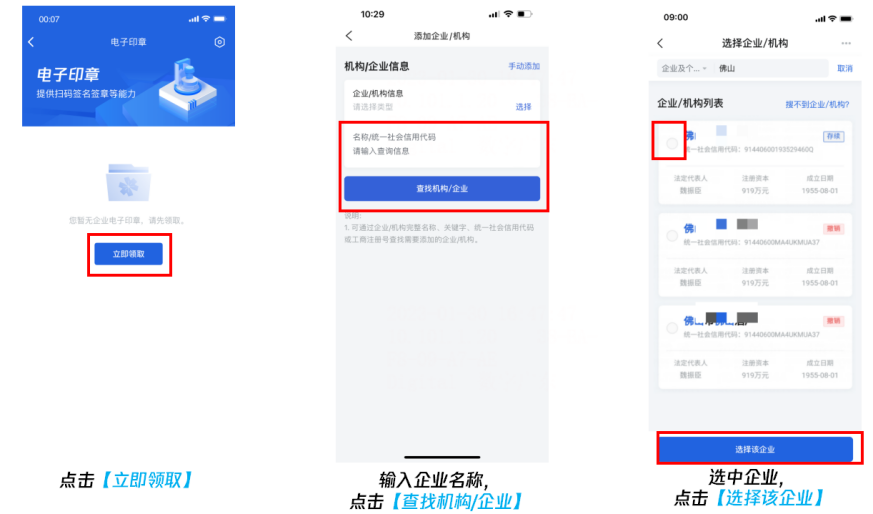 00:07
电子印章
电子印章
提供扫码签名签章等能力
您暂无企业电子印章，请先领取。
立即领取
点击【立即领取】
10:29
添加企业/机构
机构/企业信息
手动添加
企业/机构信息
请选择类型
选择
名称/统一社会信用代码
请输入查询信息
查找机构/企业
说明：
1. 可通过企业/机构完整名称、关键字、统一社会信用代码
或工商注册号查找需要添加的企业/机构。
输入企业名称，
点击【查找机构/企业】
09:00
选择企业/机构
企业及个...
佛山
取消
企业/机构列表
搜不到企业/机构?
佛
存续
统一社会信用代码：91440600193529460Q
法定代表人 注册资本 成立日期
魏振臣 919万元 1955-08-01
佛
撤销
统一社会信用代码：91440600MA4UKMUA37
法定代表人 注册资本 成立日期
魏振臣 919万元 1955-08-01
佛山
撤销
统一社会信用代码：91440600MA4UKMUA37
法定代表人 注册资本 成立日期
魏振臣 919万元 1955-08-01
选择该企业
选中企业，
点击【选择该企业】